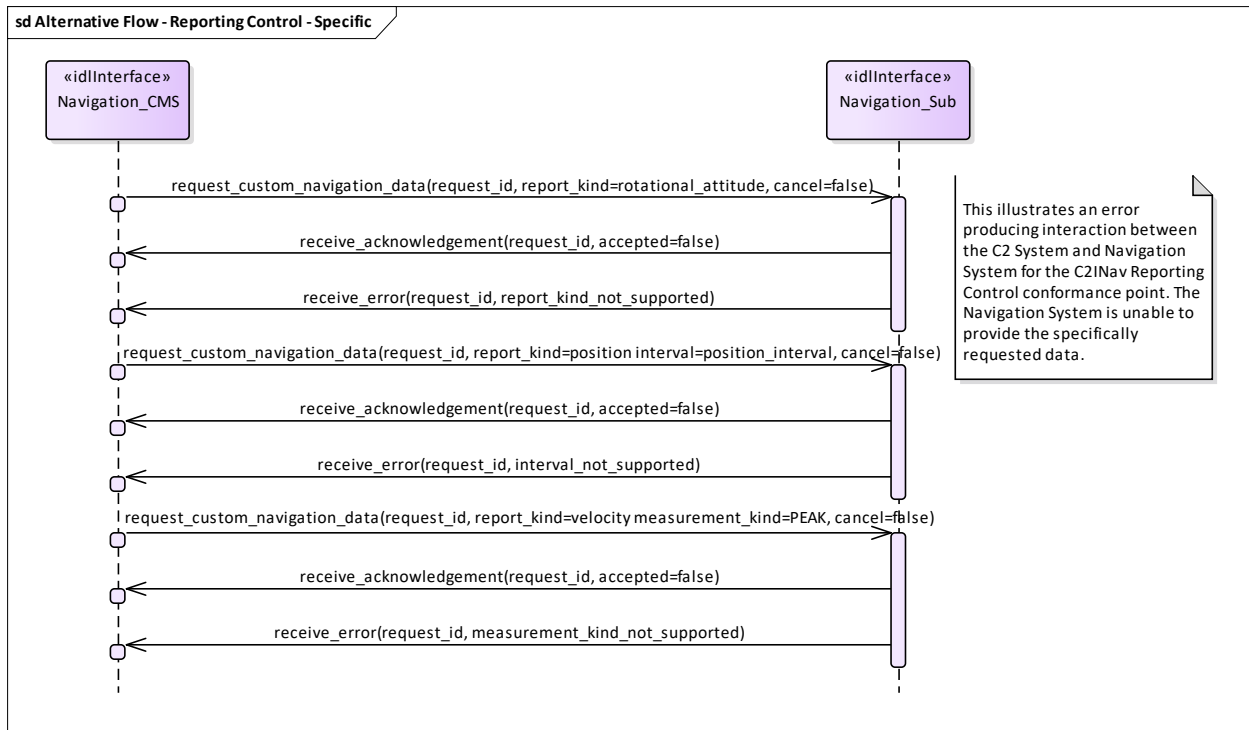 sd Alternative Flow - Reporting Control - Specific
«idlInterface»
Navigation_CMS
«idlInterface»
Navigation_Sub
request_custom_navigation_data(request_id, report_kind=rotational_attitude, cancel=false)
receive_acknowledgement(request_id, accepted=false)
receive_error(request_id, report_kind_not_supported)
request_custom_navigation_data(request_id, report_kind=position interval=position_interval, cancel=false)
receive_acknowledgement(request_id, accepted=false)
receive_error(request_id, interval_not_supported)
request_custom_navigation_data(request_id, report_kind=velocity measurement_kind=PEAK, cancel=false)
receive_acknowledgement(request_id, accepted=false)
receive_error(request_id, measurement_kind_not_supported)
This illustrates an error
producing interaction between
the C2 System and Navigation
System for the C2INav Reporting
Control conformance point. The
Navigation System is unable to
provide the specifically
requested data.